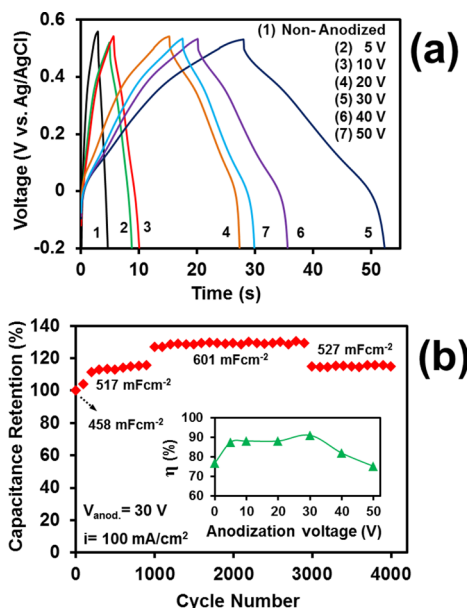 (a)
Voltage (V vs. Ag/AgCl)
0.6
0.4
0.2
0
-0.2
(1) Non-Anodized
(2) 5 V
(3) 10 V
(4) 20 V
(5) 30 V
(6) 40 V
(7) 50 V
1 2 3 4 7 6 5
0 10 20 30 40 50
Time (s)
(b)
Capacitance Retention (%)
140
120
100
80
60
40
20
0
601 mFcm-2
527 mFcm-2
517 mFcm-2
458 mFcm-2
η (%)
100
90
80
70
60
0 10 20 30 40 50
Anodization voltage (V)
Vanod.= 30 V
i= 100 mA/cm2
0 1000 2000 3000 4000
Cycle Number